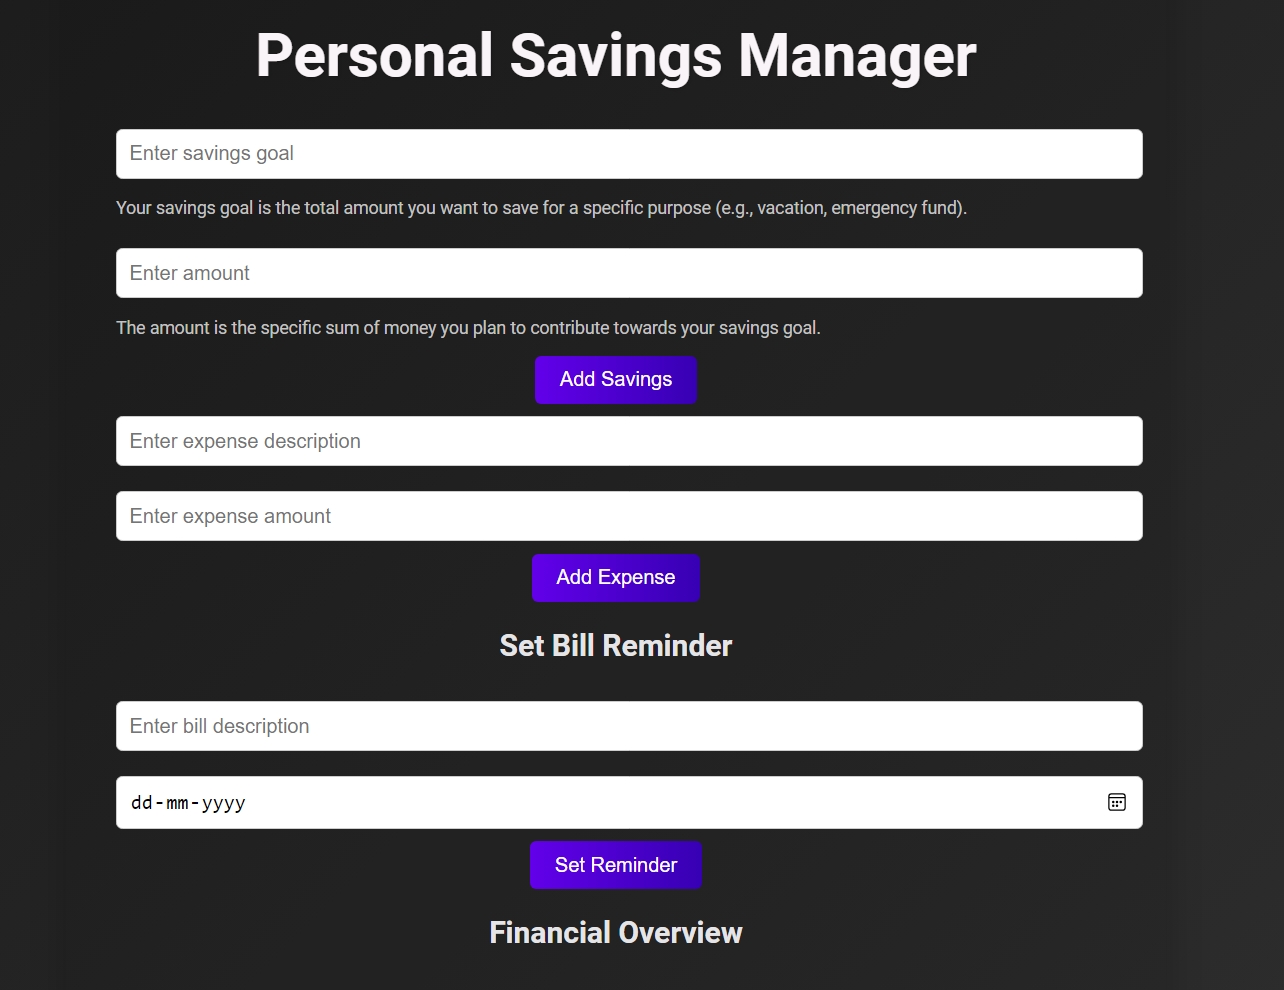 Personal Savings Manager
Enter savings goal
Your savings goal is the total amount you want to save for a specific purpose (e.g., vacation, emergency fund).
Enter amount
The amount is the specific sum of money you plan to contribute towards your savings goal.
Add Savings
Enter expense description
Enter expense amount
Add Expense
Set Bill Reminder
Enter bill description
dd-mm-yyyy
Set Reminder
Financial Overview